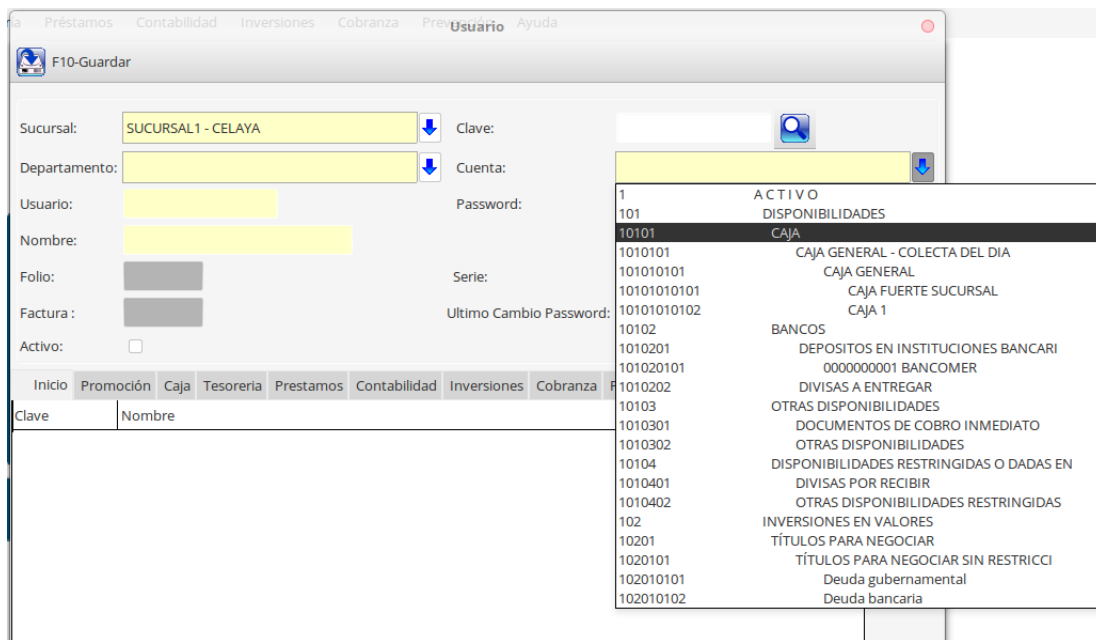 ia Préstamos Contabilidad Inversiones Cobranza Prevención Ayuda
Usuario
F10-Guardar
Sucursal: SUCURSAL1 - CELAYA Clave:
Departamento: Cuenta:
Usuario: Password:
Nombre:
Folio: Serie:
Factura : Ultimo Cambio Password:
Activo:
Inicio Promoción Caja Tesoreria Prestamos Contabilidad Inversiones Cobranza
Clave Nombre
1 A C T I V O
101 DISPONIBILIDADES
10101 CAJA
1010101 CAJA GENERAL - COLECTA DEL DIA
101010101 CAJA GENERAL
10101010101 CAJA FUERTE SUCURSAL
10101010102 CAJA 1
10102 BANCOS
1010201 DEPOSITOS EN INSTITUCIONES BANCARI
101020101 0000000001 BANCOMER
1010202 DIVISAS A ENTREGAR
10103 OTRAS DISPONIBILIDADES
1010301 DOCUMENTOS DE COBRO INMEDIATO
1010302 OTRAS DISPONIBILIDADES
10104 DISPONIBILIDADES RESTRINGIDAS O DADAS EN
1010401 DIVISAS POR RECIBIR
1010402 OTRAS DISPONIBILIDADES RESTRINGIDAS
102 INVERSIONES EN VALORES
10201 TÍTULOS PARA NEGOCIAR
1020101 TÍTULOS PARA NEGOCIAR SIN RESTRICCI
102010101 Deuda gubernamental
102010102 Deuda bancaria